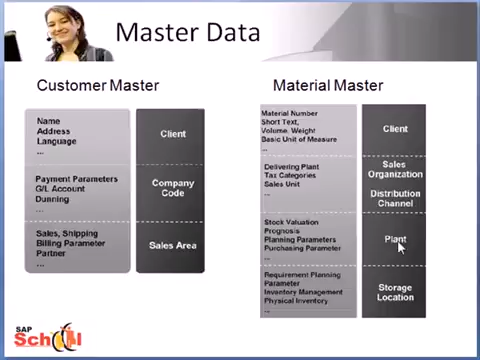 Master Data
Customer Master
Name
Address
Language
...
Client
Payment Parameters
G/L Account
Dunning
...
Company
Code
Sales, Shipping
Billing Parameter
Partner
...
Sales Area
Material Master
Material Number
Short Text,
Volume, Weight
Basic Unit of Measure
...
Client
Delivering Plant
Tax Categories
Sales Unit
...
Sales
Organization
Distribution
Channel
Stock Valuation
Prognosis
Planning Parameters
Purchasing Parameter
...
Plant
Requirement Planning
Parameter
Inventory Management
Physical Inventory
...
Storage
Location
SAP
School